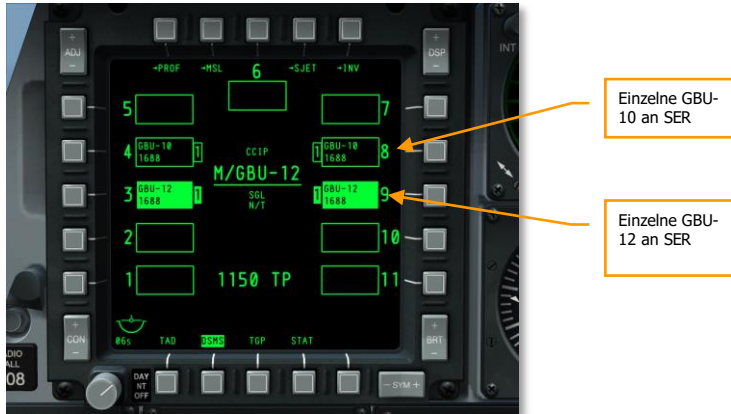 +
ADJ
-
+
DSP
-
INT
→PROF →MSL 6 →SJET →INV
5 7
4 GBU-10 1 CCIP 1 GBU-10 8
1688 1688
M/GBU-12
3 GBU-12 1 SGL 1 GBU-12 9
1688 N/T 1688
2 10
1 1150 TP 11
CON
-
+
BRT
-
06s TAD DSMS TGP STAT
DAY
NT
OFF
- SYM +
08
Einzelne GBU-
10 an SER
Einzelne GBU-
12 an SER